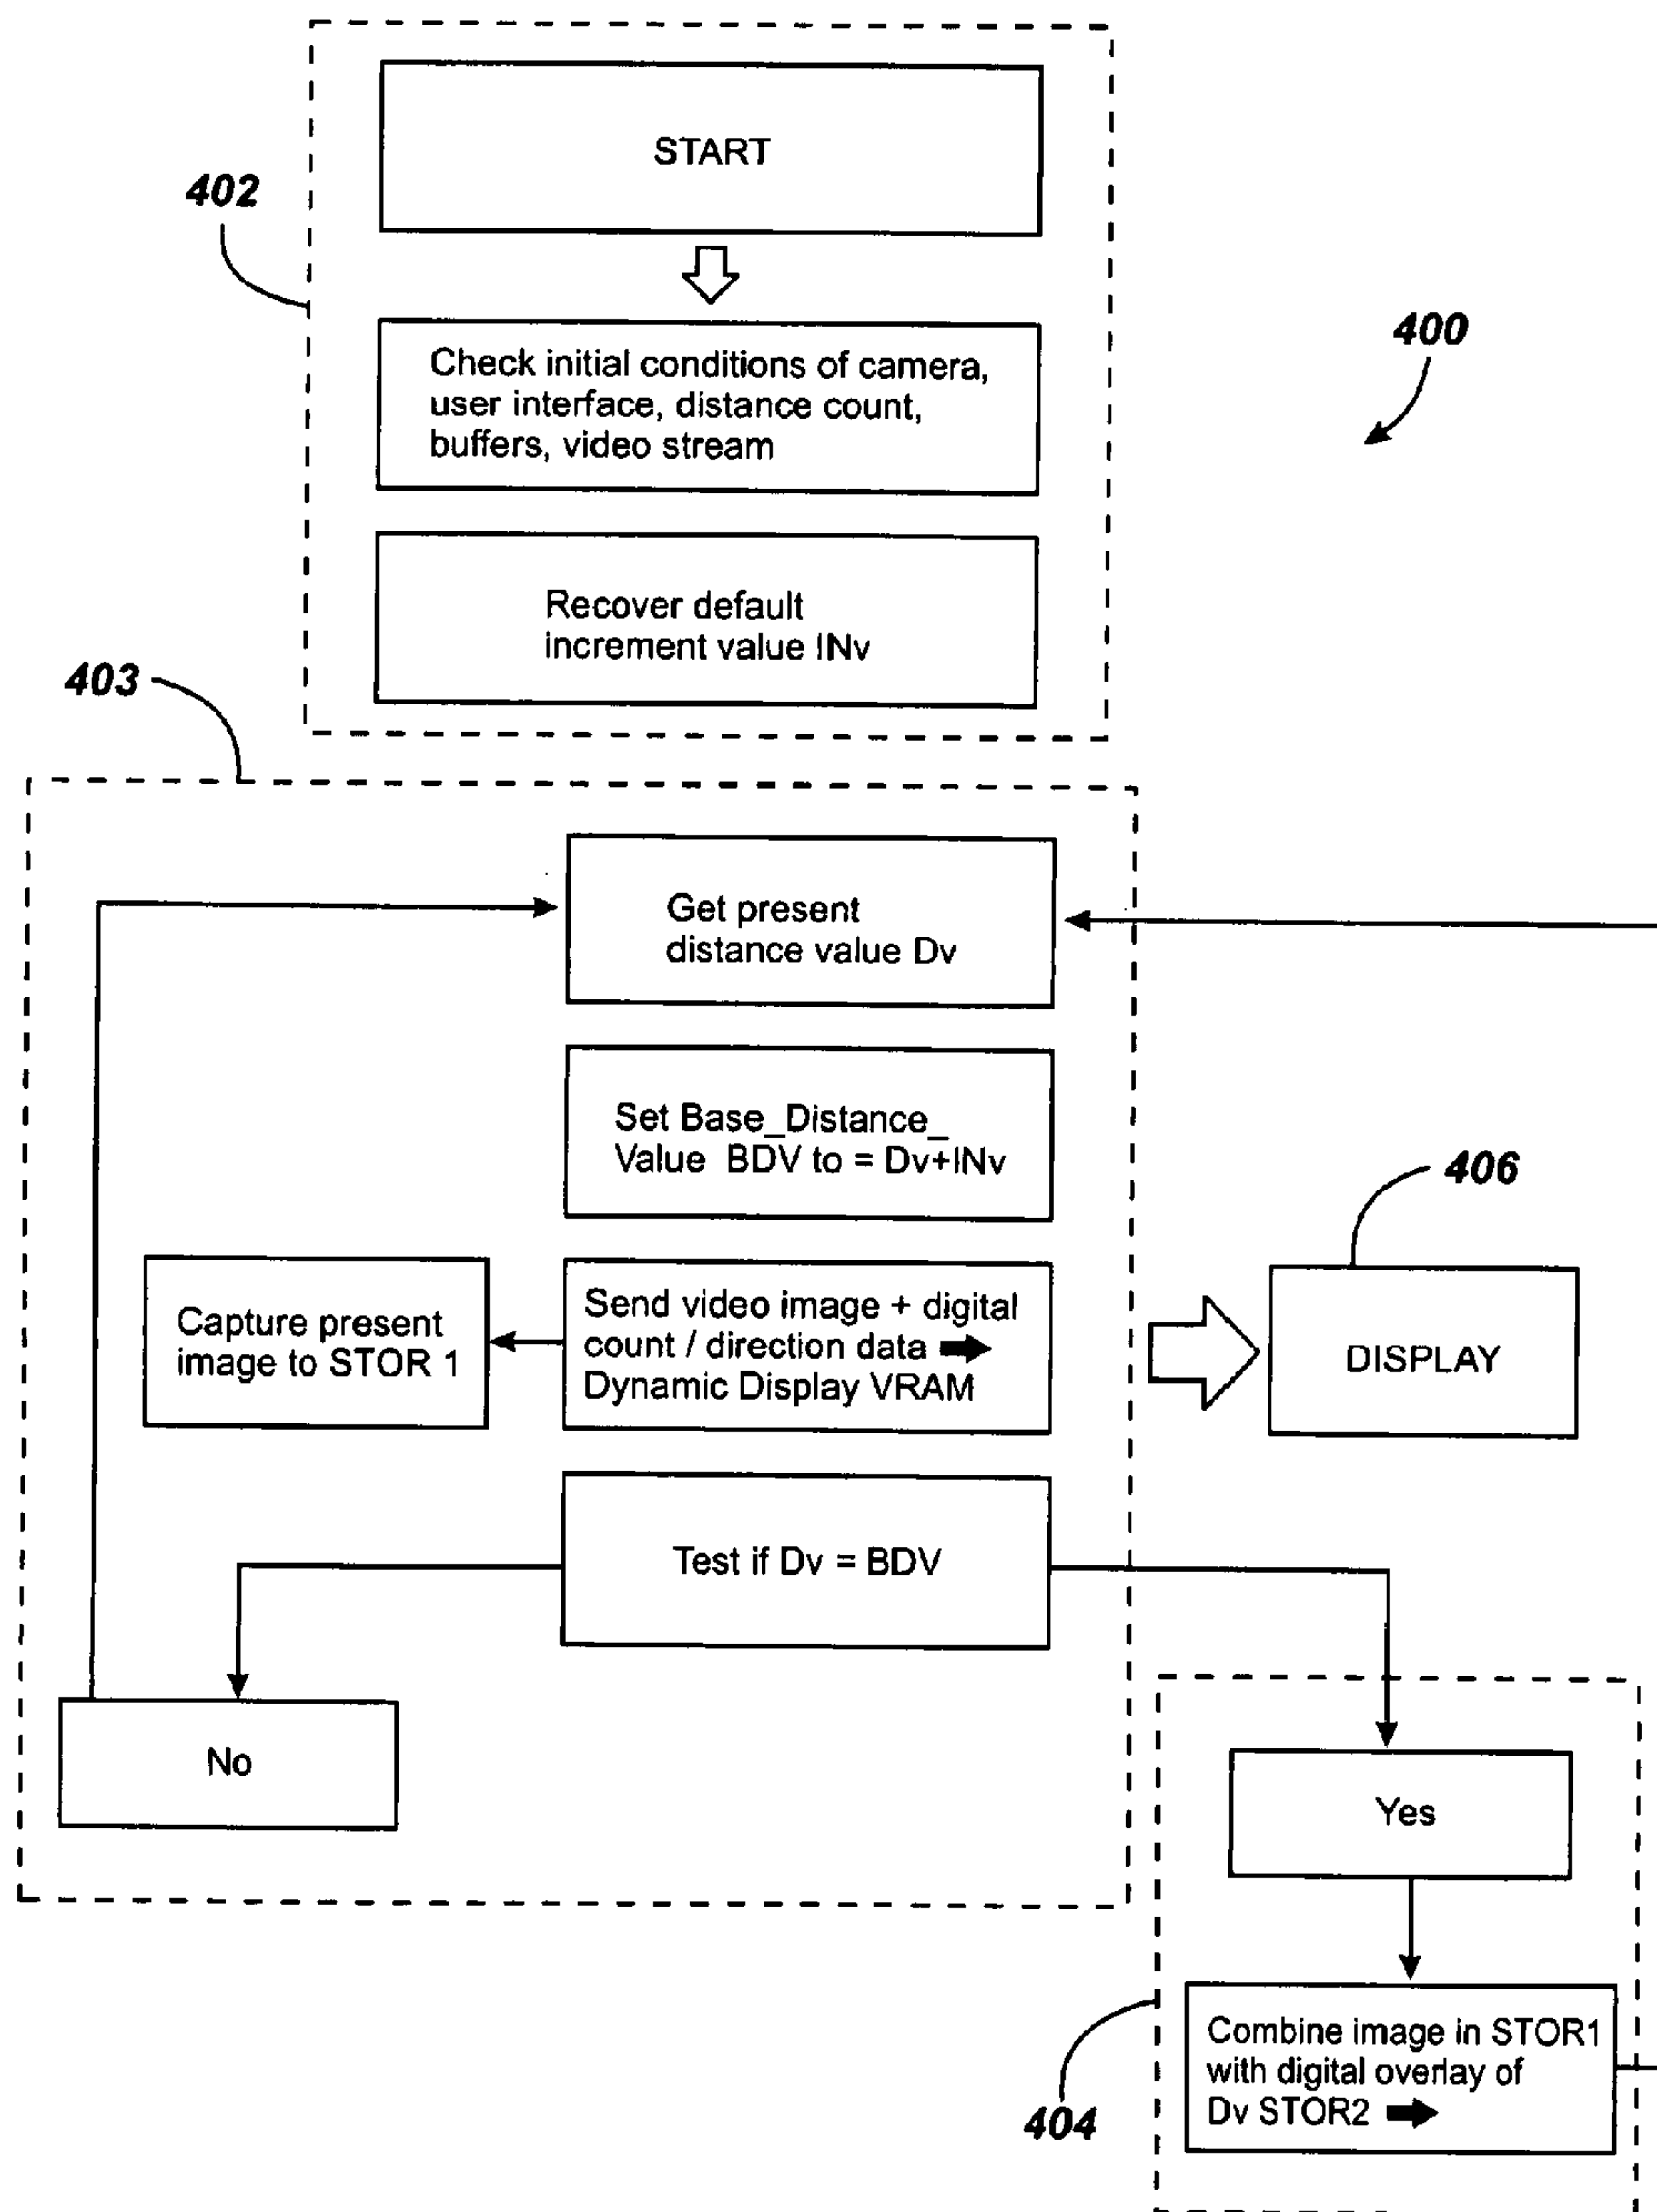 START
402
400
Check initial conditions of camera,
user interface, distance count,
buffers, video stream
Recover default
increment value INv
403
Get present
distance value Dv
Set Base_Distance_
Value BDV to = Dv+INv
406
Capture present
image to STOR 1
Send video image + digital
count / direction data ➡
Dynamic Display VRAM
DISPLAY
Test if Dv = BDV
No
Yes
Combine image in STOR1
with digital overlay of
Dv STOR2 ➡
404